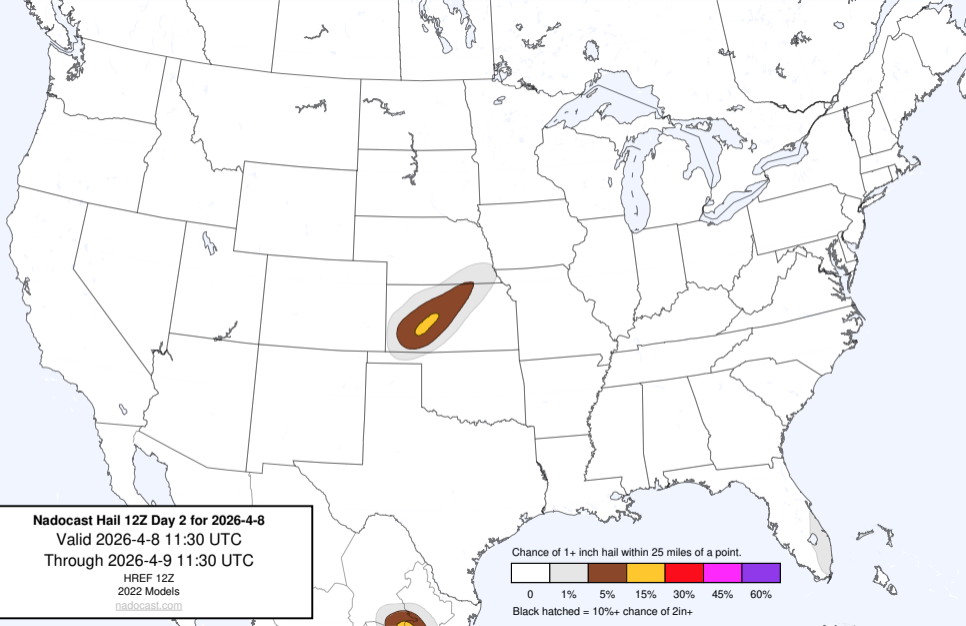 Nadocast Hail 12Z Day 2 for 2026-4-8
Valid 2026-4-8 11:30 UTC
Through 2026-4-9 11:30 UTC
HREF 12Z
2022 Models
nadocast.com
Chance of 1+ inch hail within 25 miles of a point.
0 1% 5% 15% 30% 45% 60%
Black hatched = 10%+ chance of 2in+